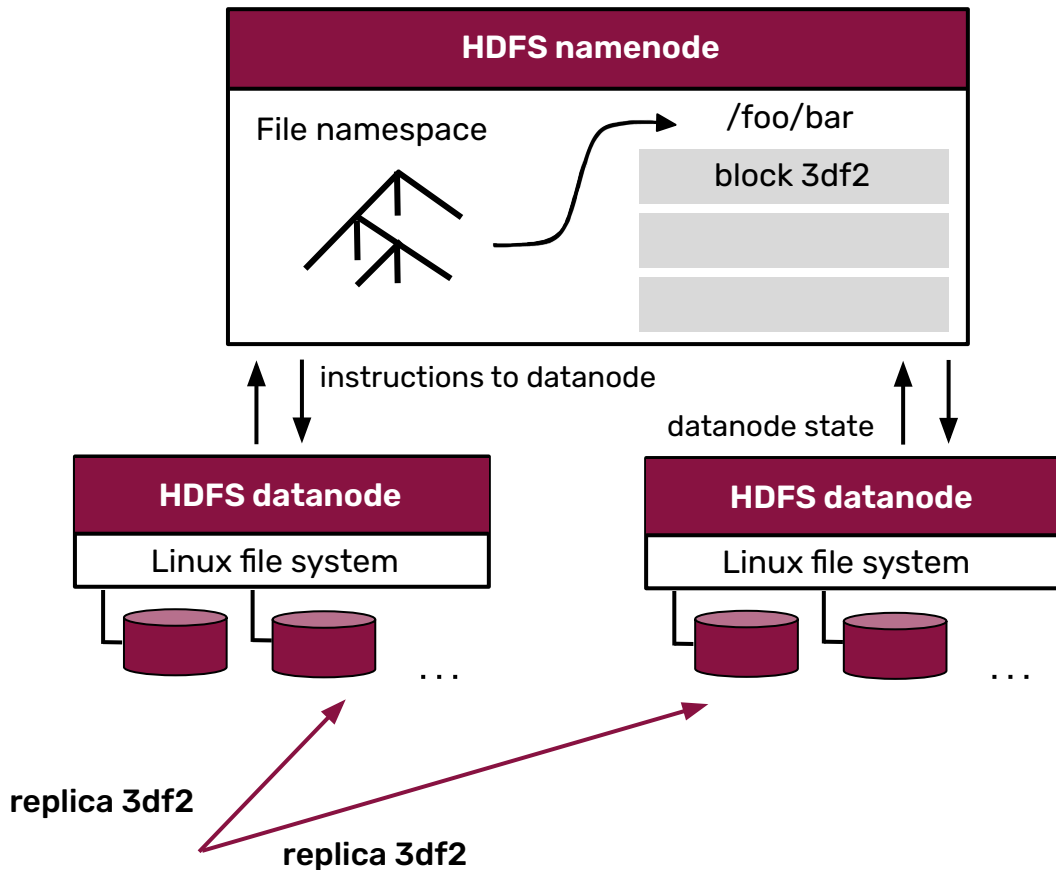 HDFS namenode
File namespace
/foo/bar
block 3df2
instructions to datanode
datanode state
HDFS datanode
Linux file system
...
HDFS datanode
Linux file system
...
replica 3df2
replica 3df2